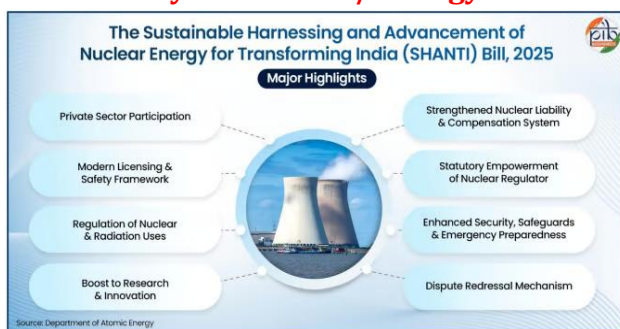 The Sustainable Harnessing and Advancement of
Nuclear Energy for Transforming India (SHANTI) Bill, 2025
pib
Major Highlights
Private Sector Participation
Modern Licensing &
Safety Framework
Regulation of Nuclear
& Radiation Uses
Boost to Research
& Innovation
Strengthened Nuclear Liability
& Compensation System
Statutory Empowerment
of Nuclear Regulator
Enhanced Security, Safeguards
& Emergency Preparedness
Dispute Redressal Mechanism
Source: Department of Atomic Energy